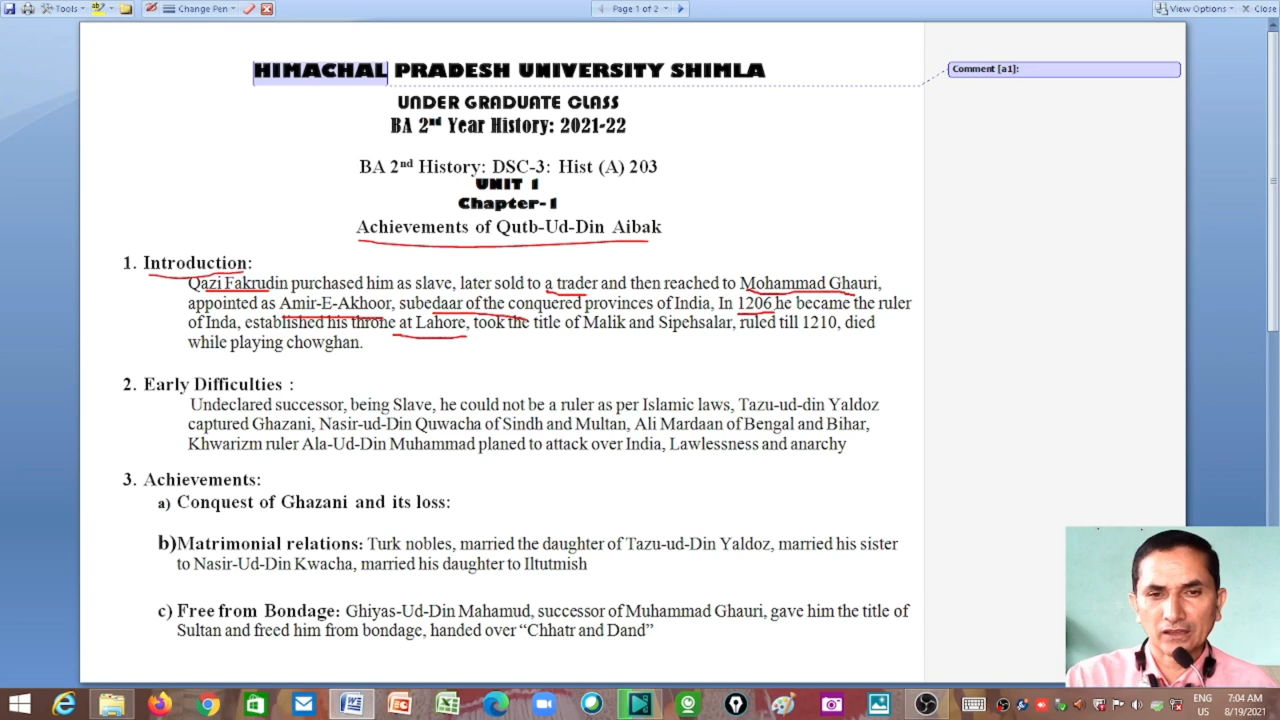 Tools
Change Pen
Page 1 of 2
View Options
Close
HIMACHAL PRADESH UNIVERSITY SHIMLA
Comment [a1]:
UNDER GRADUATE CLASS
BA 2nd Year History: 2021-22
BA 2nd History: DSC-3: Hist (A) 203
UNIT 1
Chapter-1
Achievements of Qutb-Ud-Din Aibak
1. Introduction:
Qazi Fakrudin purchased him as slave, later sold to a trader and then reached to Mohammad Ghauri,
appointed as Amir-E-Akhoor, subedaar of the conquered provinces of India, In 1206 he became the ruler
of Inda, established his throne at Lahore, took the title of Malik and Sipehsalar, ruled till 1210, died
while playing chowghan.
2. Early Difficulties :
Undeclared successor, being Slave, he could not be a ruler as per Islamic laws, Tazu-ud-din Yaldoz
captured Ghazani, Nasir-ud-Din Quwacha of Sindh and Multan, Ali Mardaan of Bengal and Bihar,
Khwarizm ruler Ala-Ud-Din Muhammad planed to attack over India, Lawlessness and anarchy
3. Achievements:
a) Conquest of Ghazani and its loss:
b)Matrimonial relations: Turk nobles, married the daughter of Tazu-ud-Din Yaldoz, married his sister
to Nasir-Ud-Din Kwacha, married his daughter to Iltutmish
c) Free from Bondage: Ghiyas-Ud-Din Mahamud, successor of Muhammad Ghauri, gave him the title of
Sultan and freed him from bondage, handed over “Chhatr and Dand”
ENG
US
7:04 AM
8/19/2021